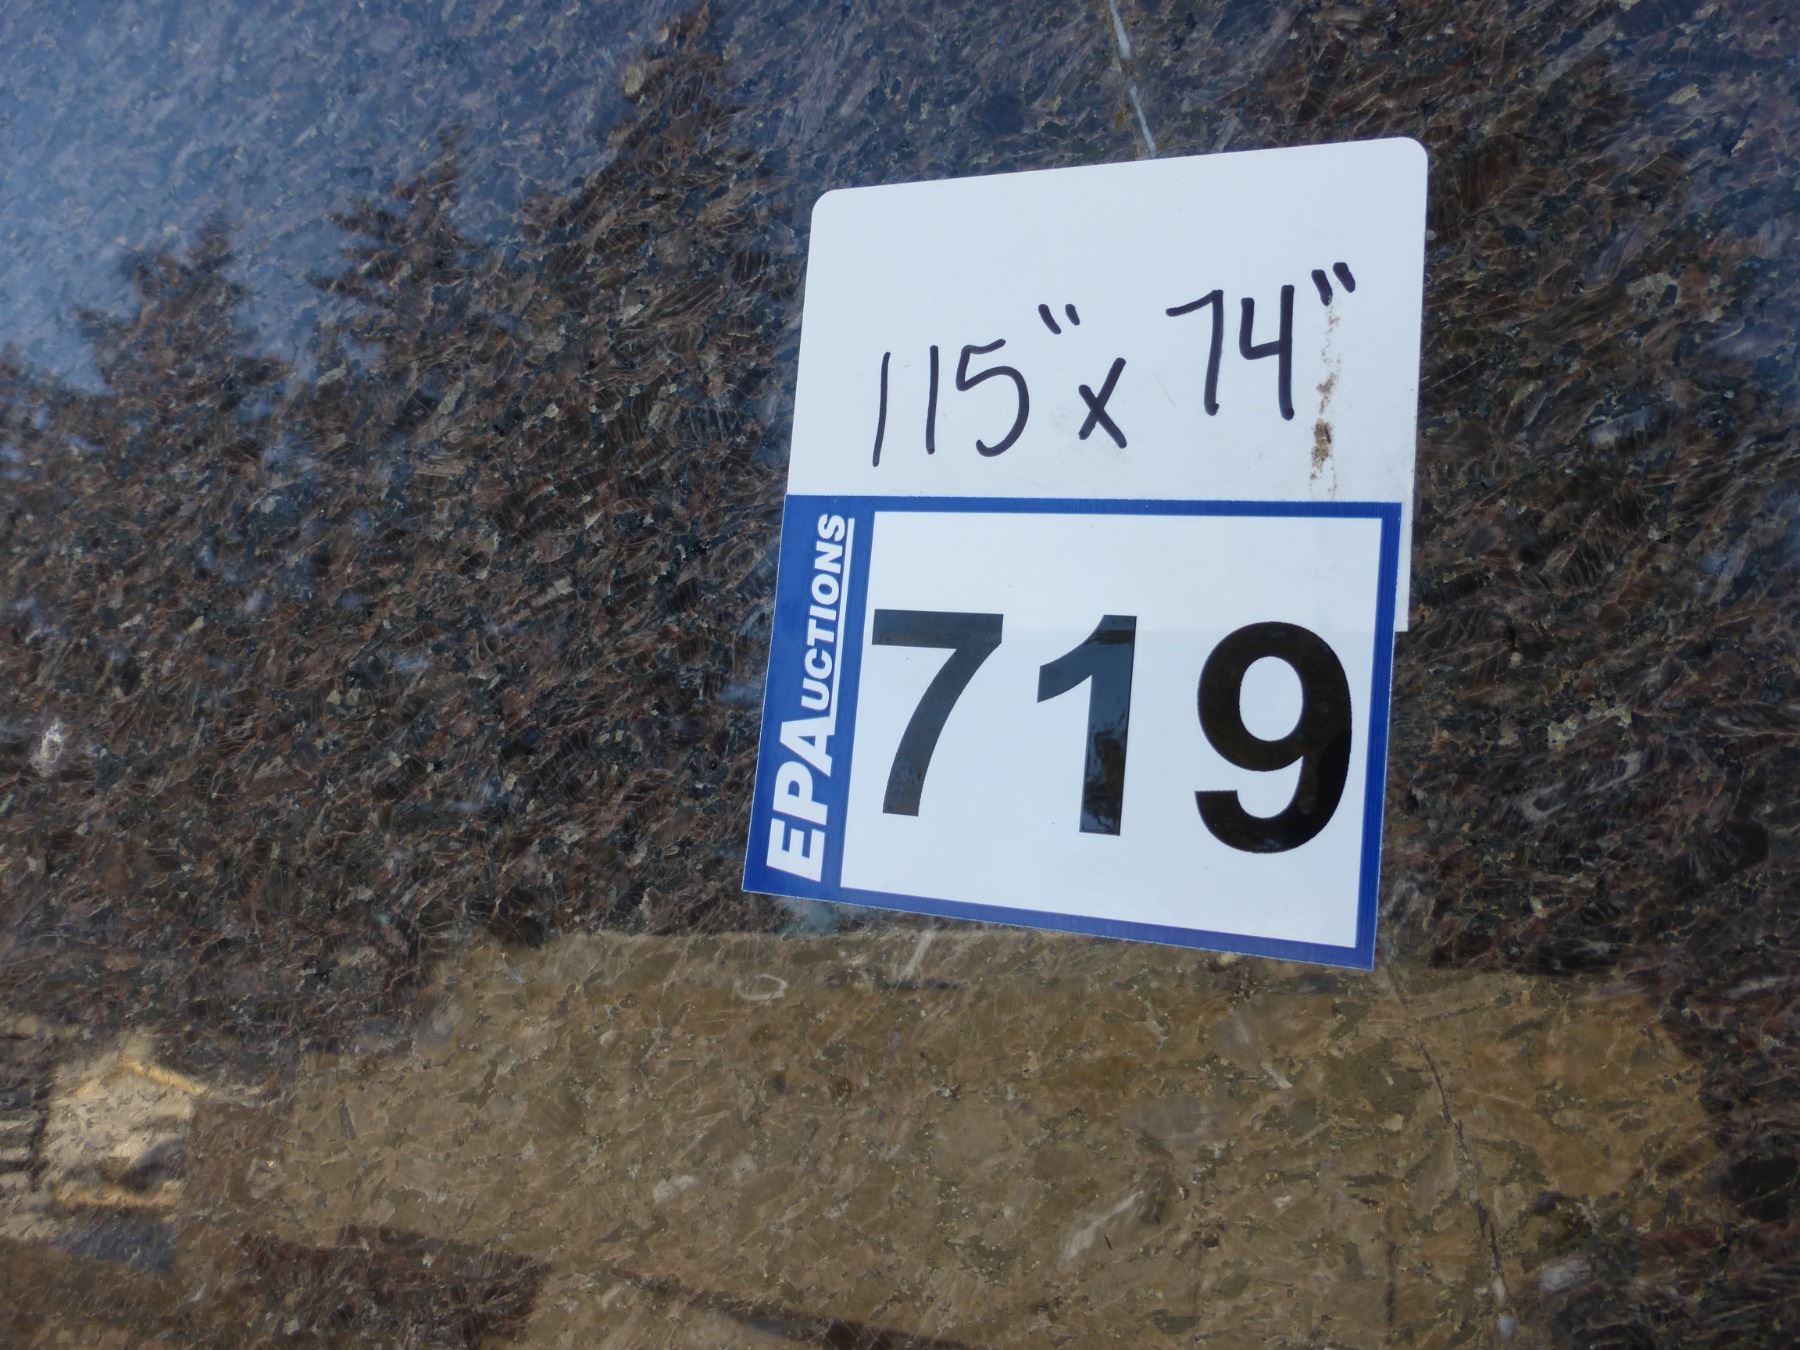 115" x 74"
EPAUCTIONS
719